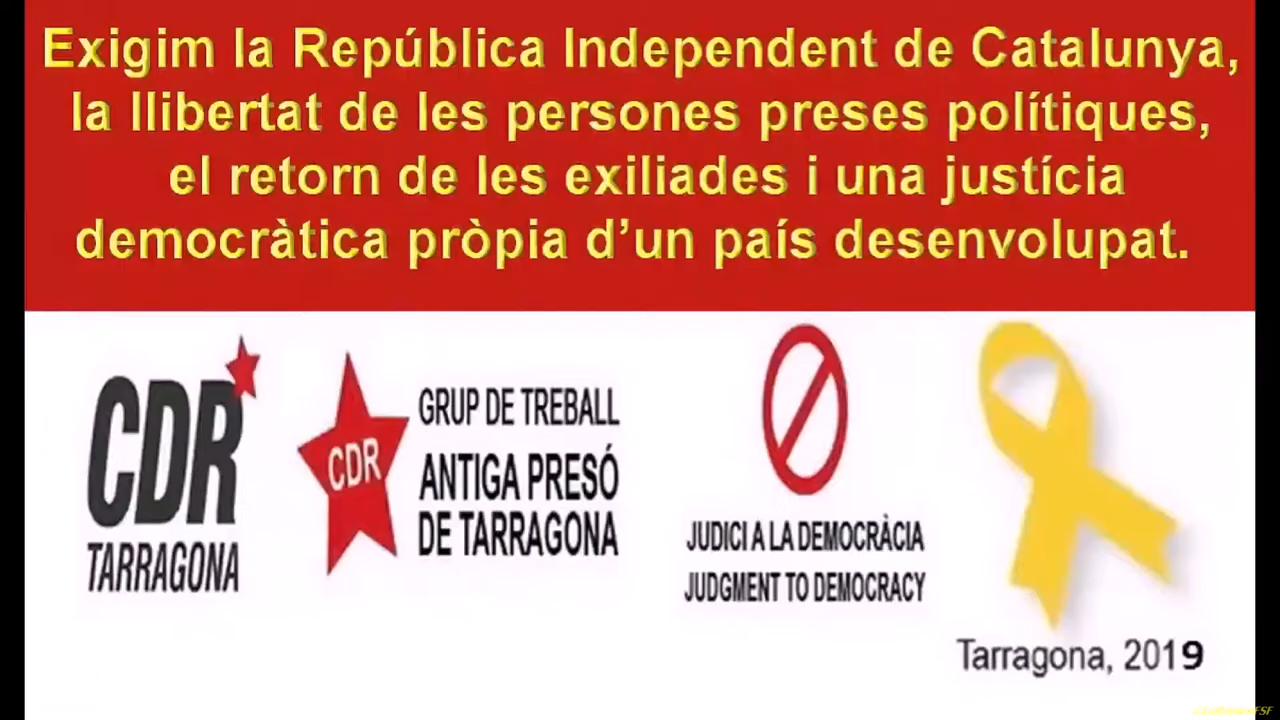 Exigim la República Independent de Catalunya,
la llibertat de les persones preses polítiques,
el retorn de les exiliades i una justícia
democràtica pròpia d’un país desenvolupat.
CDR
TARRAGONA
CDR
GRUP DE TREBALL
ANTIGA PRESÓ
DE TARRAGONA
JUDICI A LA DEMOCRÀCIA
JUDGMENT TO DEMOCRACY
Tarragona, 2019